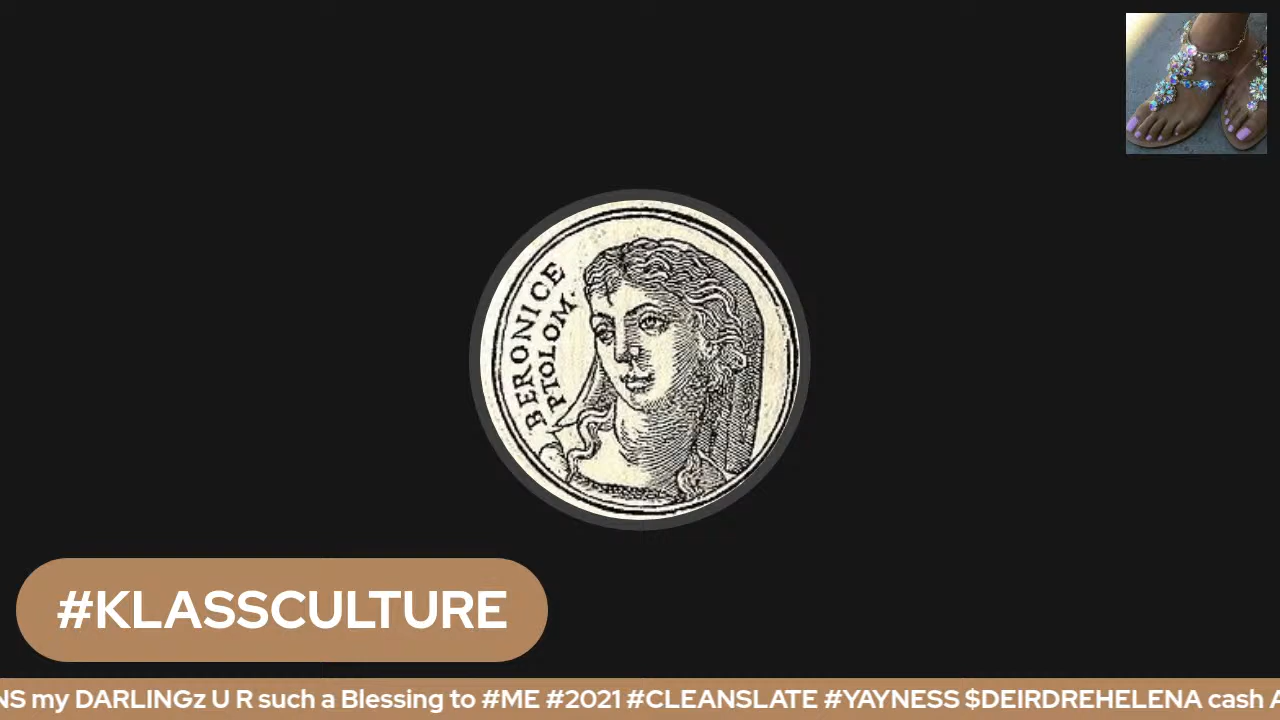 BERONICE
PTOLOM.
#KLASSCULTURE
NS my DARLINGz U R such a Blessing to #ME #2021 #CLEANSLATE #YAYNESS $DEIRDREHELENA cash A